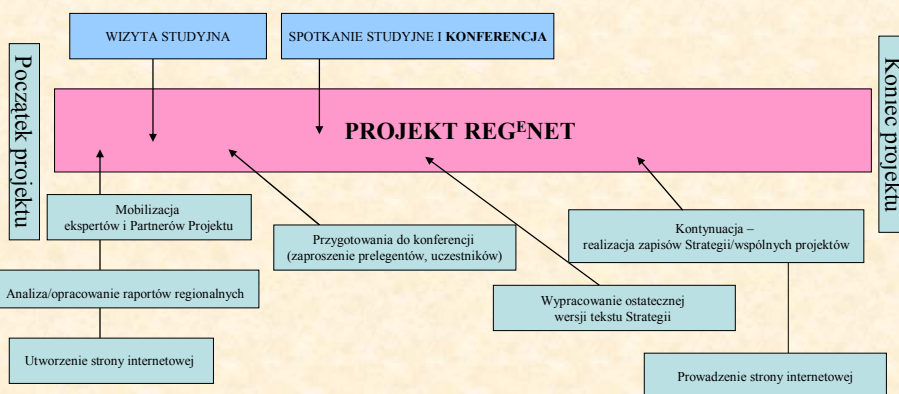 WIZYTA STUDYJNA
SPOTKANIE STUDYJNE I KONFERENCJA
Początek projektu
Koniec projektu
PROJEKT REGENET
Mobilizacja
ekspertów i Partnerów Projektu
Przygotowania do konferencji
(zaproszenie prelegentów, uczestników)
Kontynuacja –
realizacja zapisów Strategii/wspólnych projektów
Analiza/opracowanie raportów regionalnych
Wypracowanie ostatecznej
wersji tekstu Strategii
Utworzenie strony internetowej
Prowadzenie strony internetowej